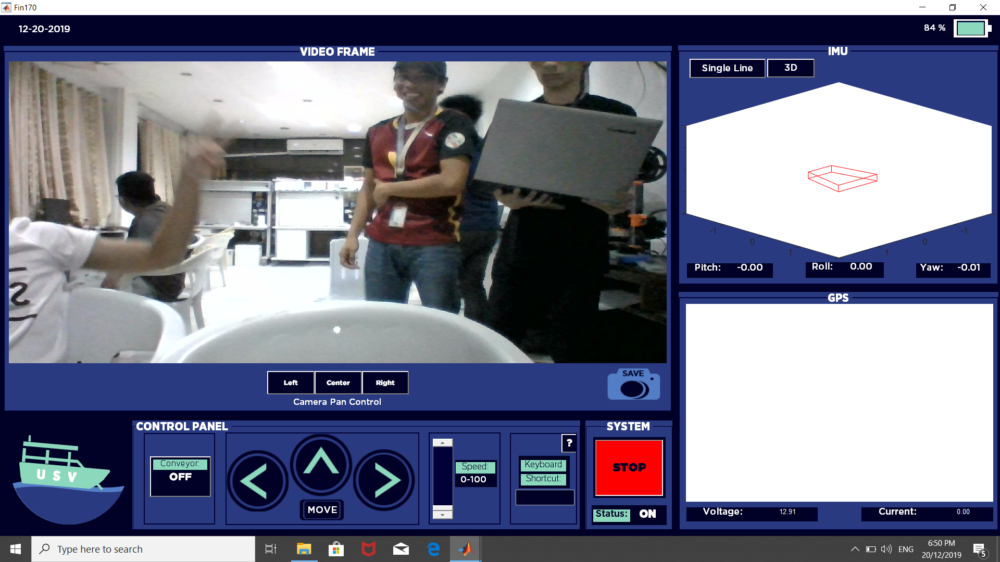 Fin170
12-20-2019
84 %
VIDEO FRAME
IMU
Single Line
3D
-1
0
1
1
0
-1
Pitch: -0.00
Roll: 0.00
Yaw: -0.01
GPS
Left
Center
Right
Camera Pan Control
SAVE
U S V
CONTROL PANEL
Conveyor:
OFF
MOVE
Speed:
0-100
?
Keyboard
Shortcut:
SYSTEM
STOP
Status: ON
Voltage: 12.91
Current: 0.00
Type here to search
ENG
6:50 PM
20/12/2019
5